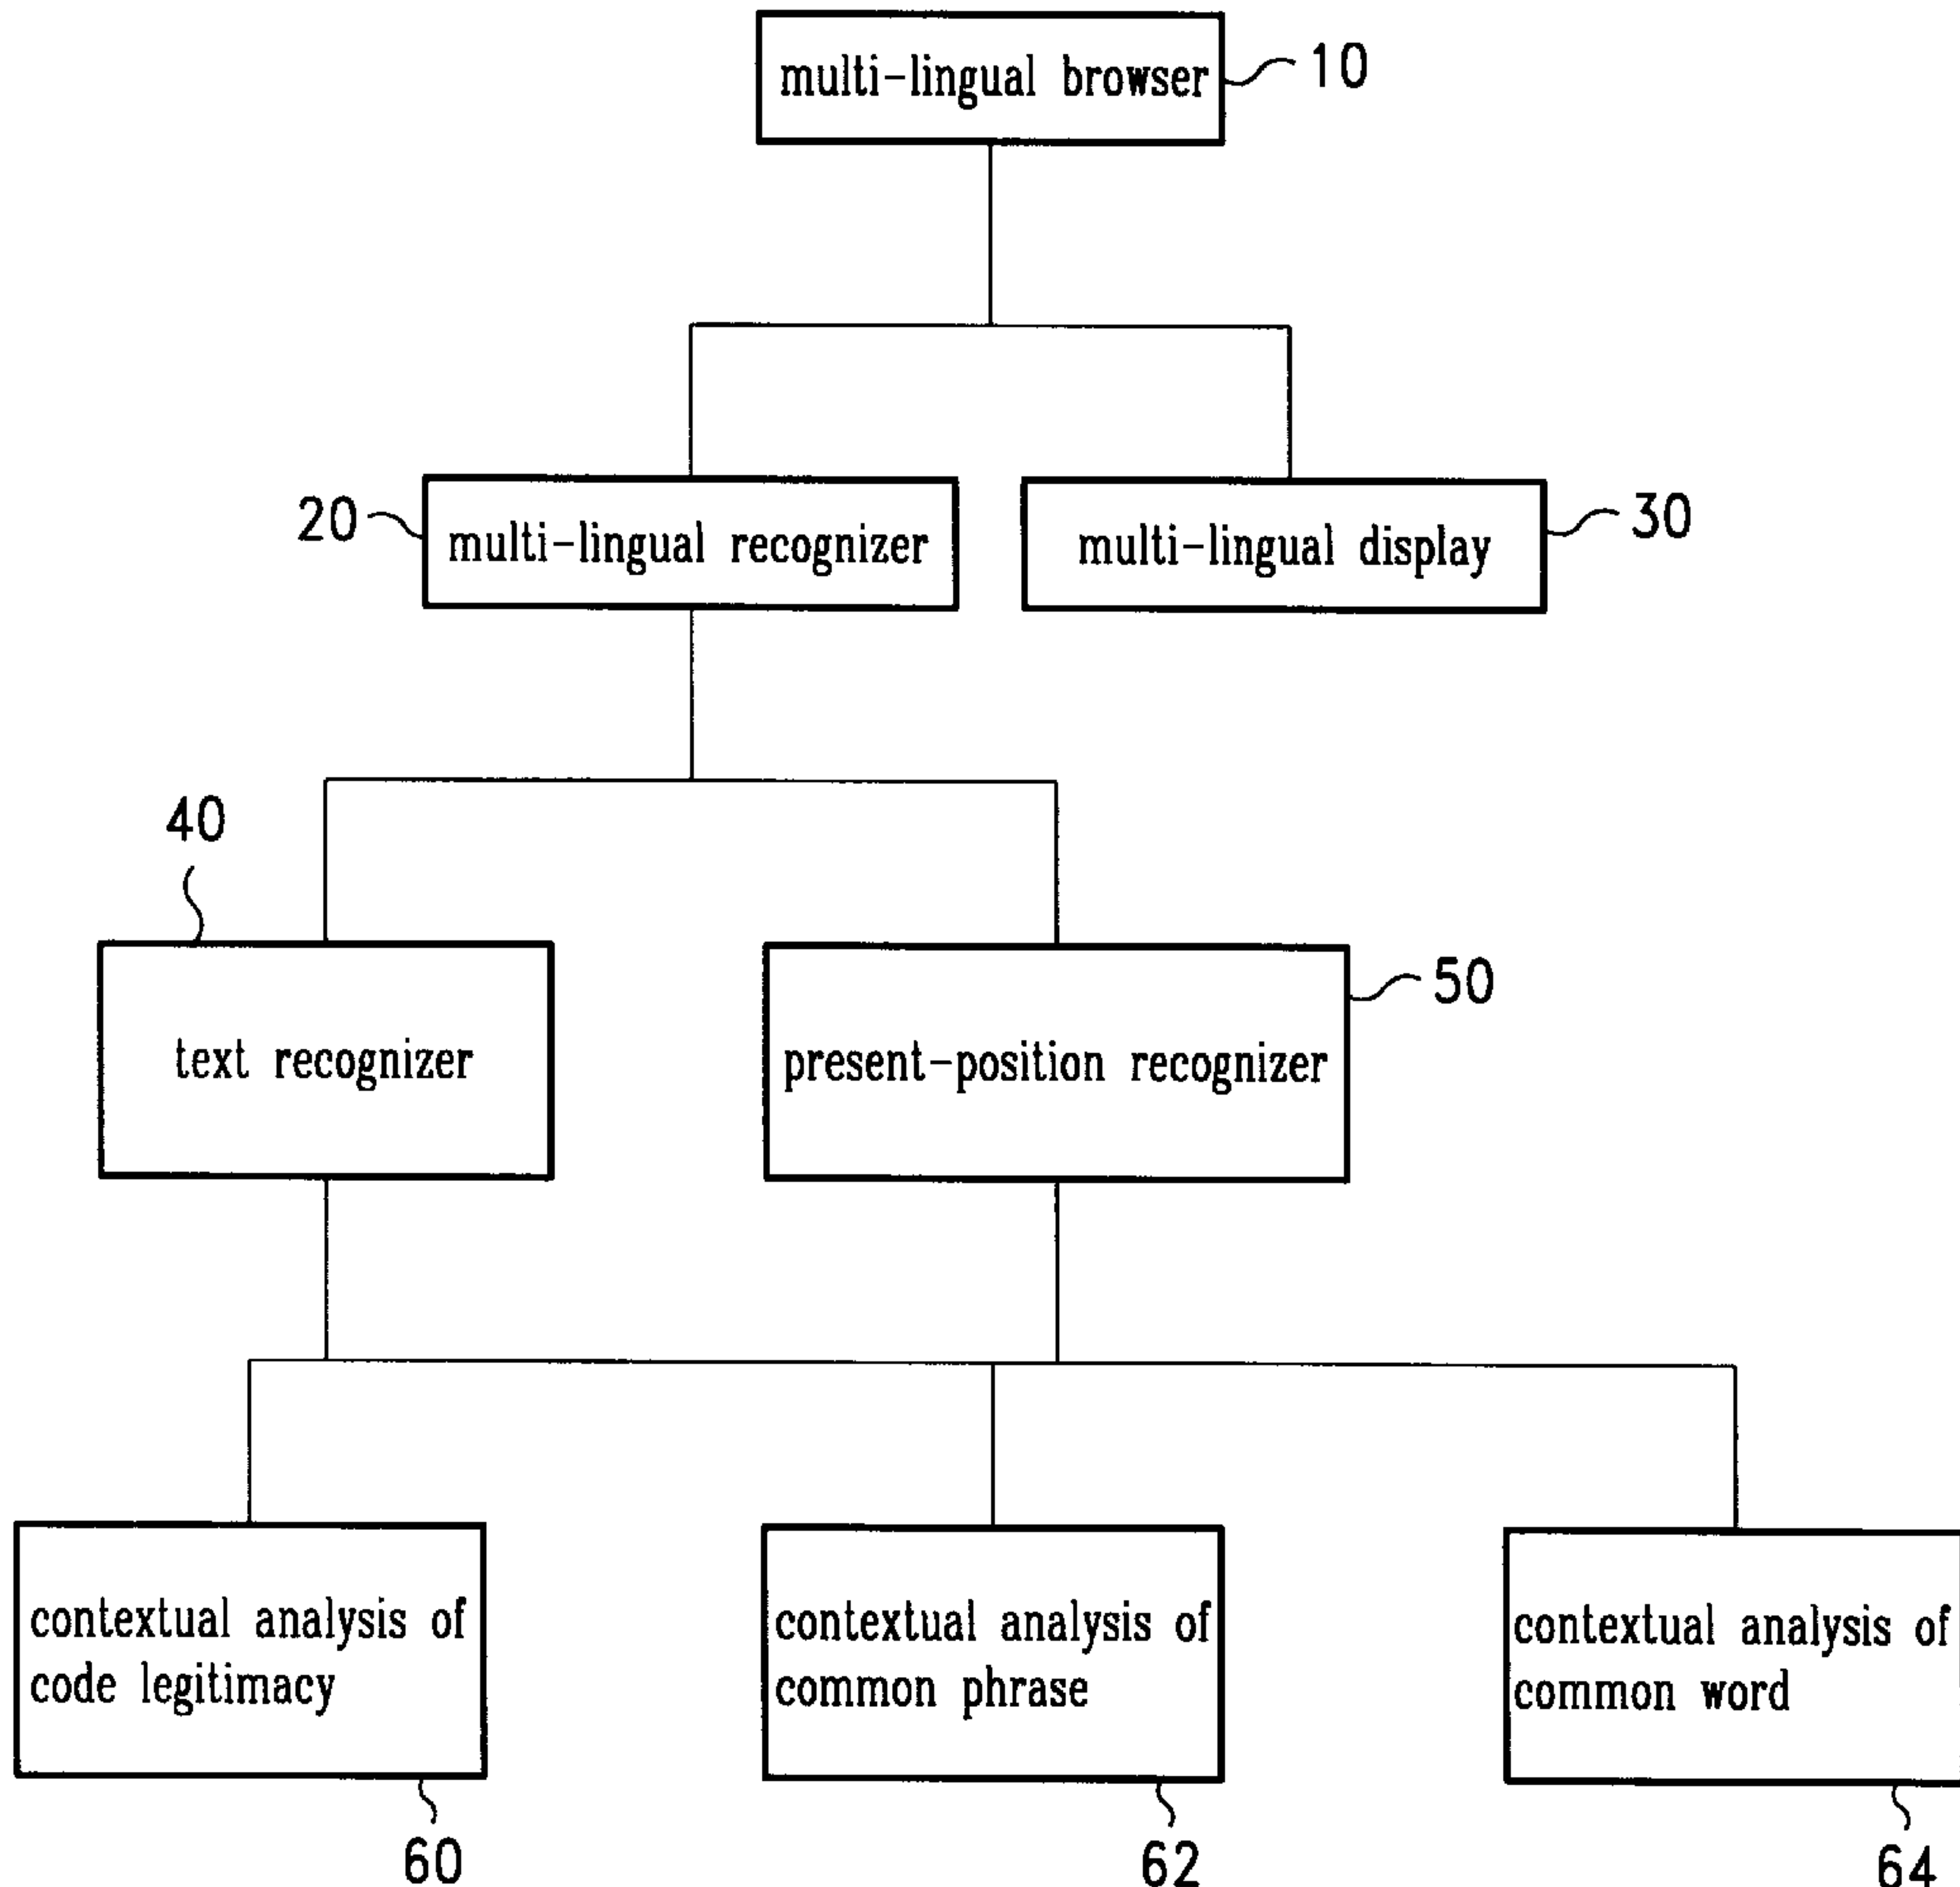 multi-lingual browser
10
20
multi-lingual recognizer
multi-lingual display
30
40
text recognizer
present-position recognizer
50
contextual analysis of
code legitimacy
contextual analysis of
common phrase
contextual analysis of
common word
60
62
64